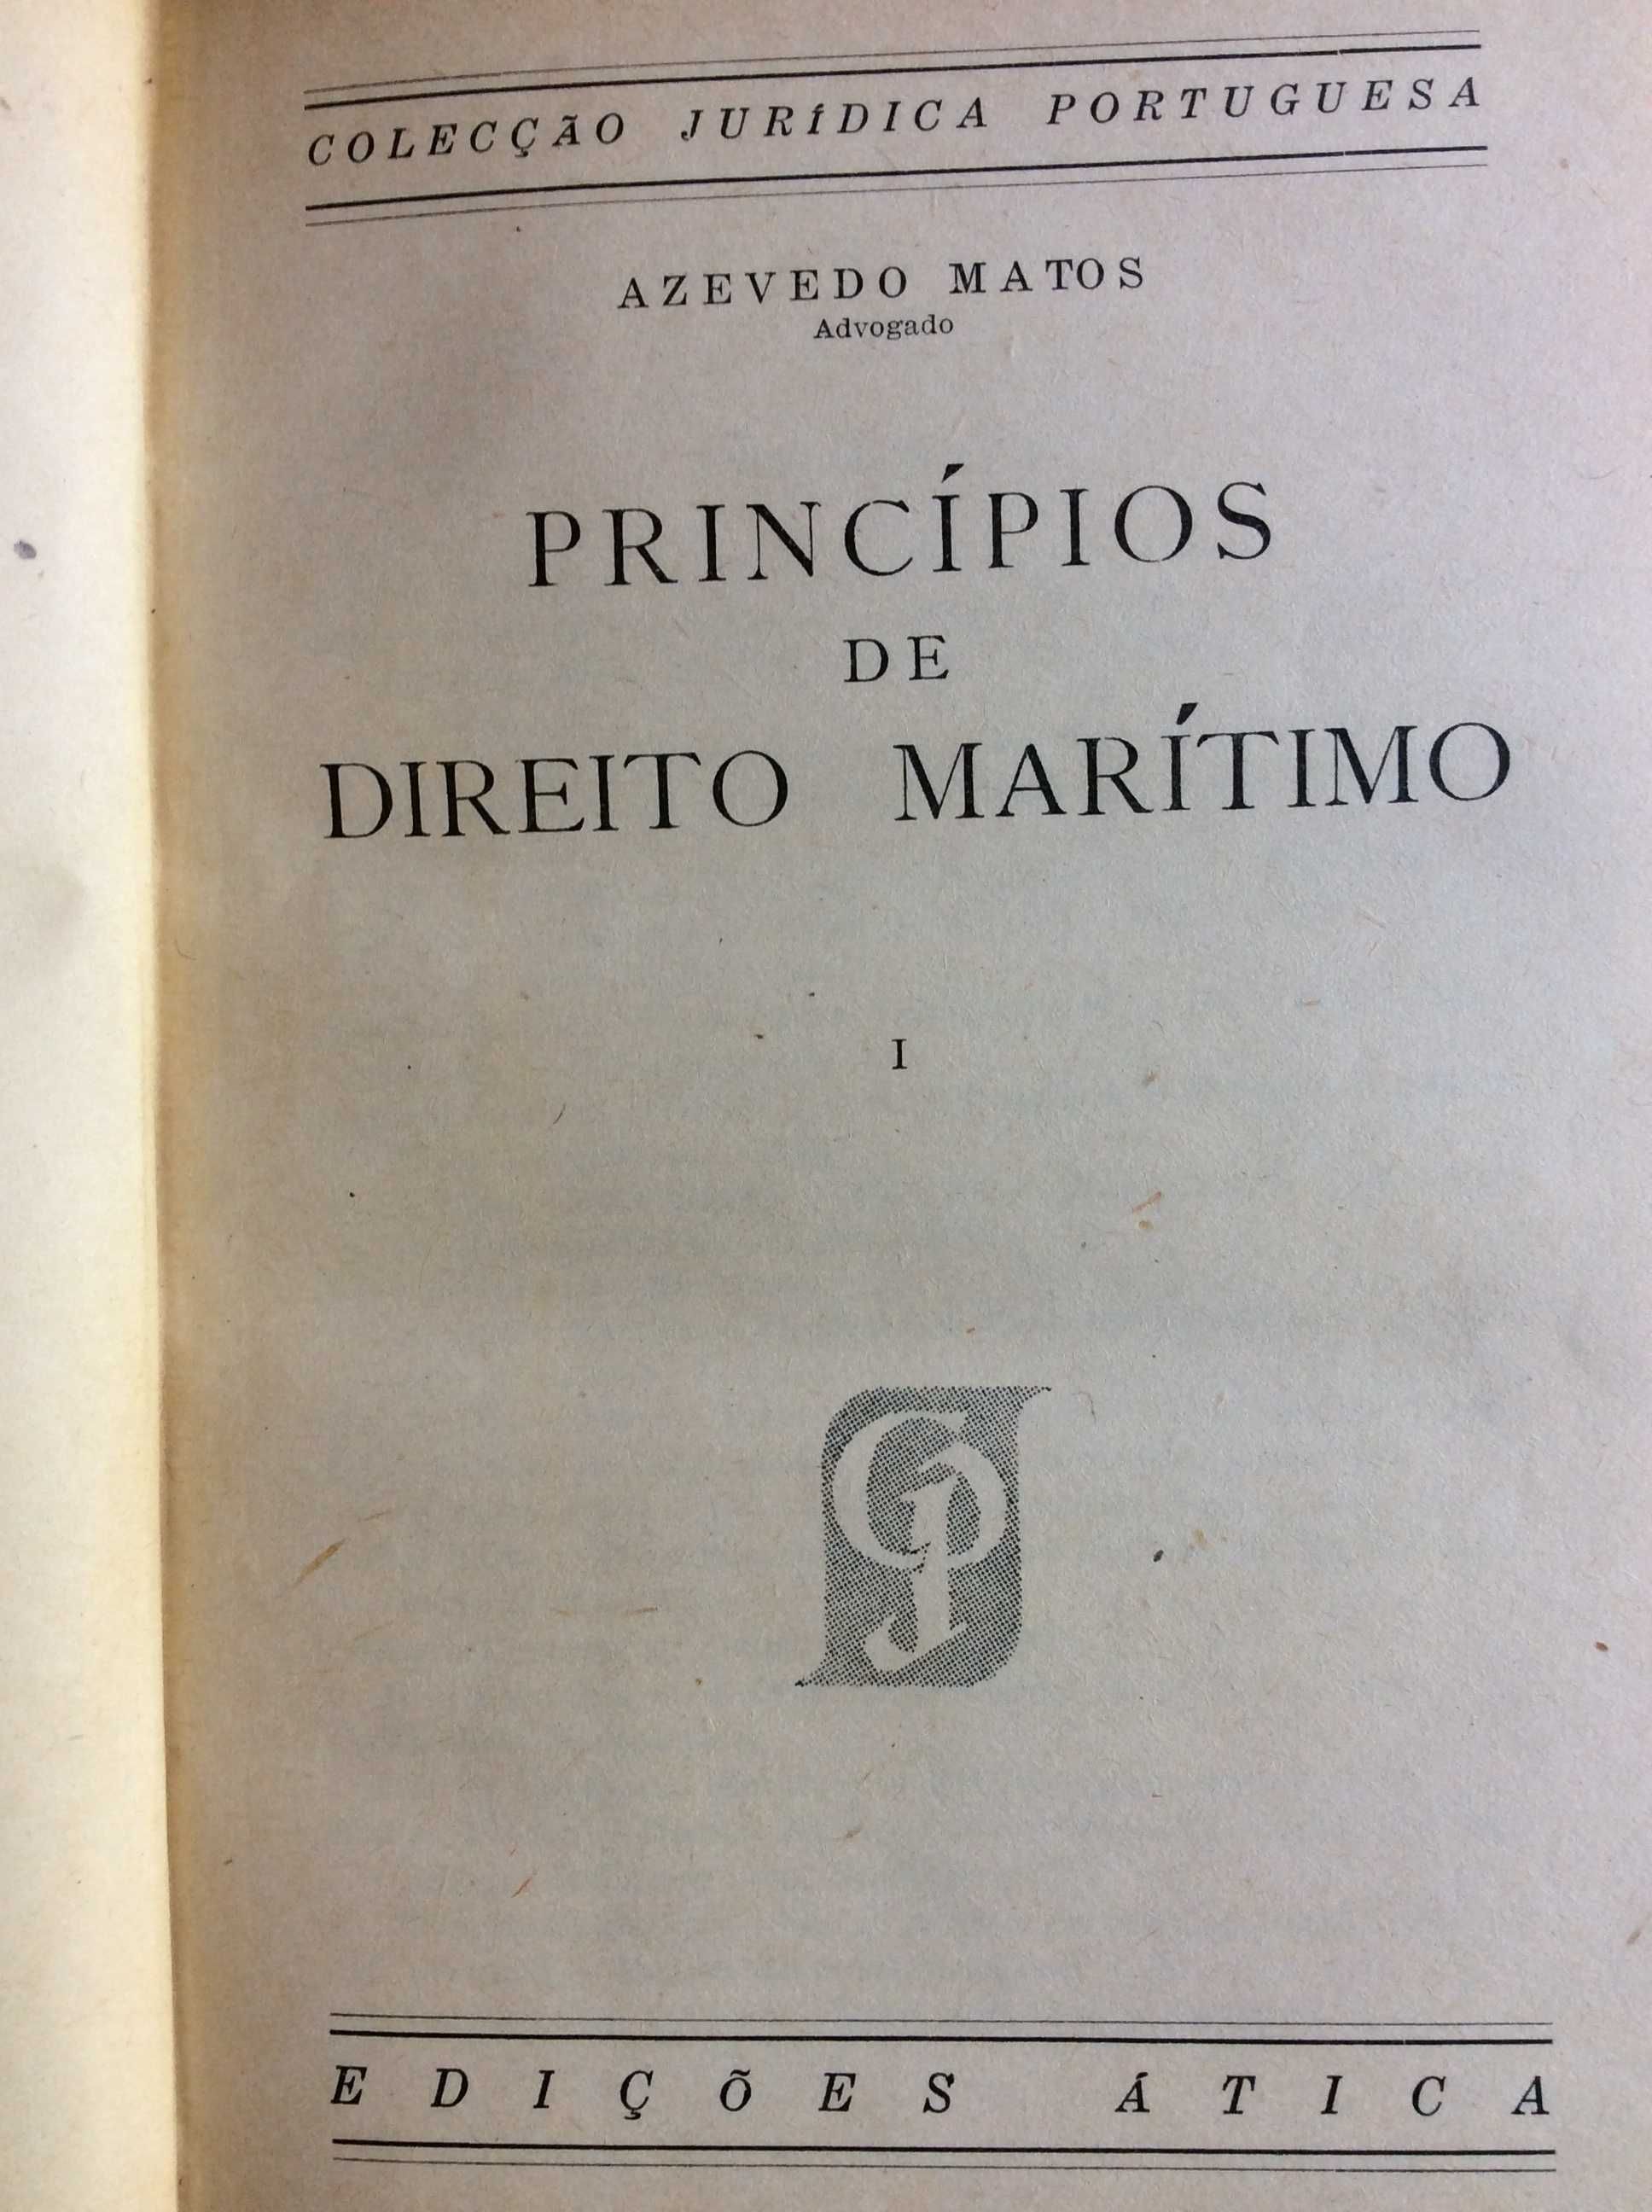 COLECÇÃO JURÍDICA PORTUGUESA
AZEVEDO MATOS
Advogado
PRINCÍPIOS
DE
DIREITO MARÍTIMO
I
EDIÇÕES ÁTICA